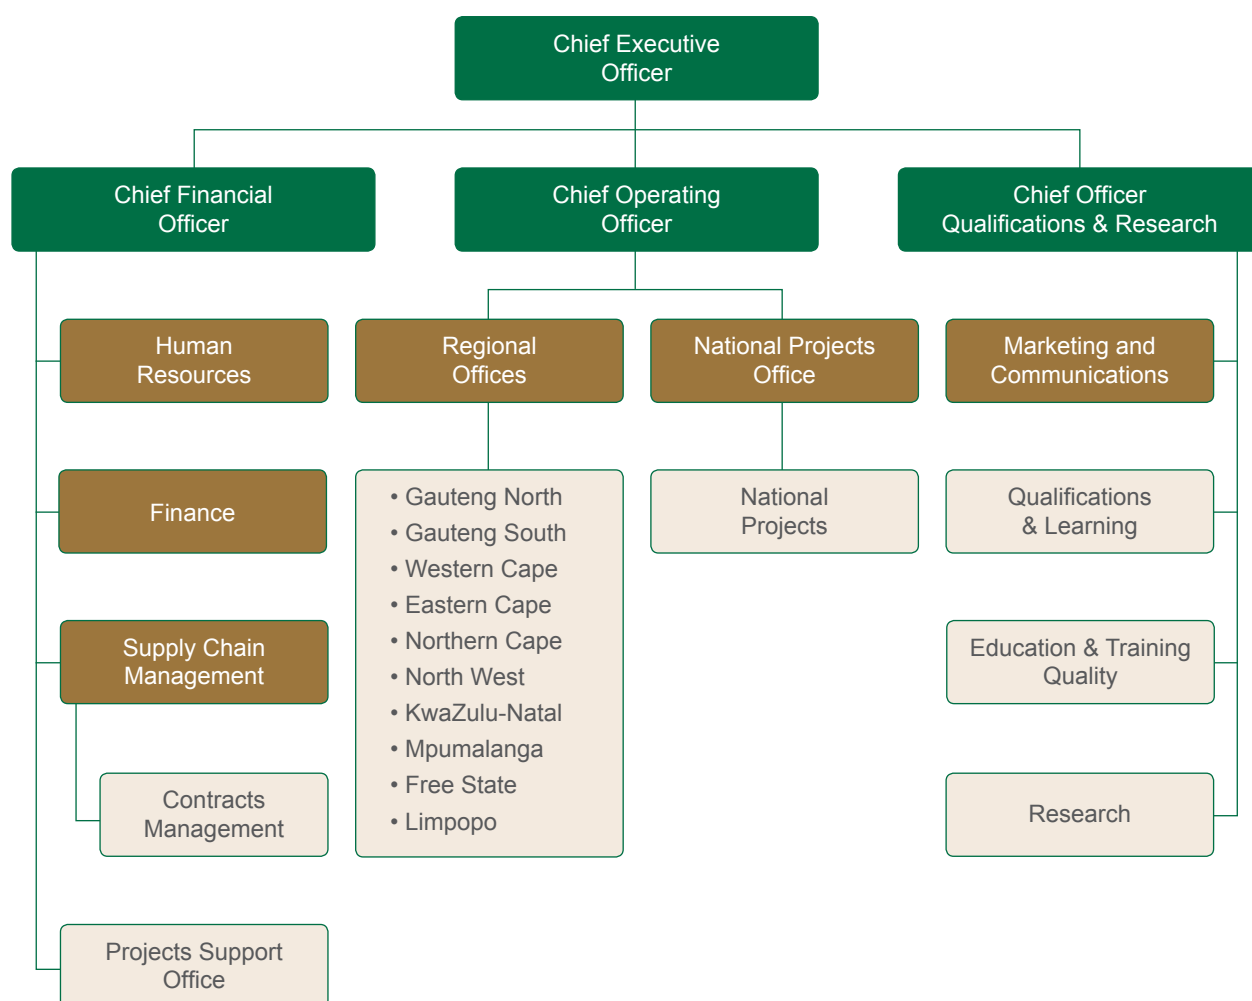 Chief Executive
Officer
Chief Financial
Officer
Chief Operating
Officer
Chief Officer
Qualifications & Research
Human
Resources
Regional
Offices
National Projects
Office
Marketing and
Communications
Finance
• Gauteng North
• Gauteng South
• Western Cape
• Eastern Cape
• Northern Cape
• North West
• KwaZulu-Natal
• Mpumalanga
• Free State
• Limpopo
National
Projects
Qualifications
& Learning
Supply Chain
Management
Education & Training
Quality
Contracts
Management
Research
Projects Support
Office